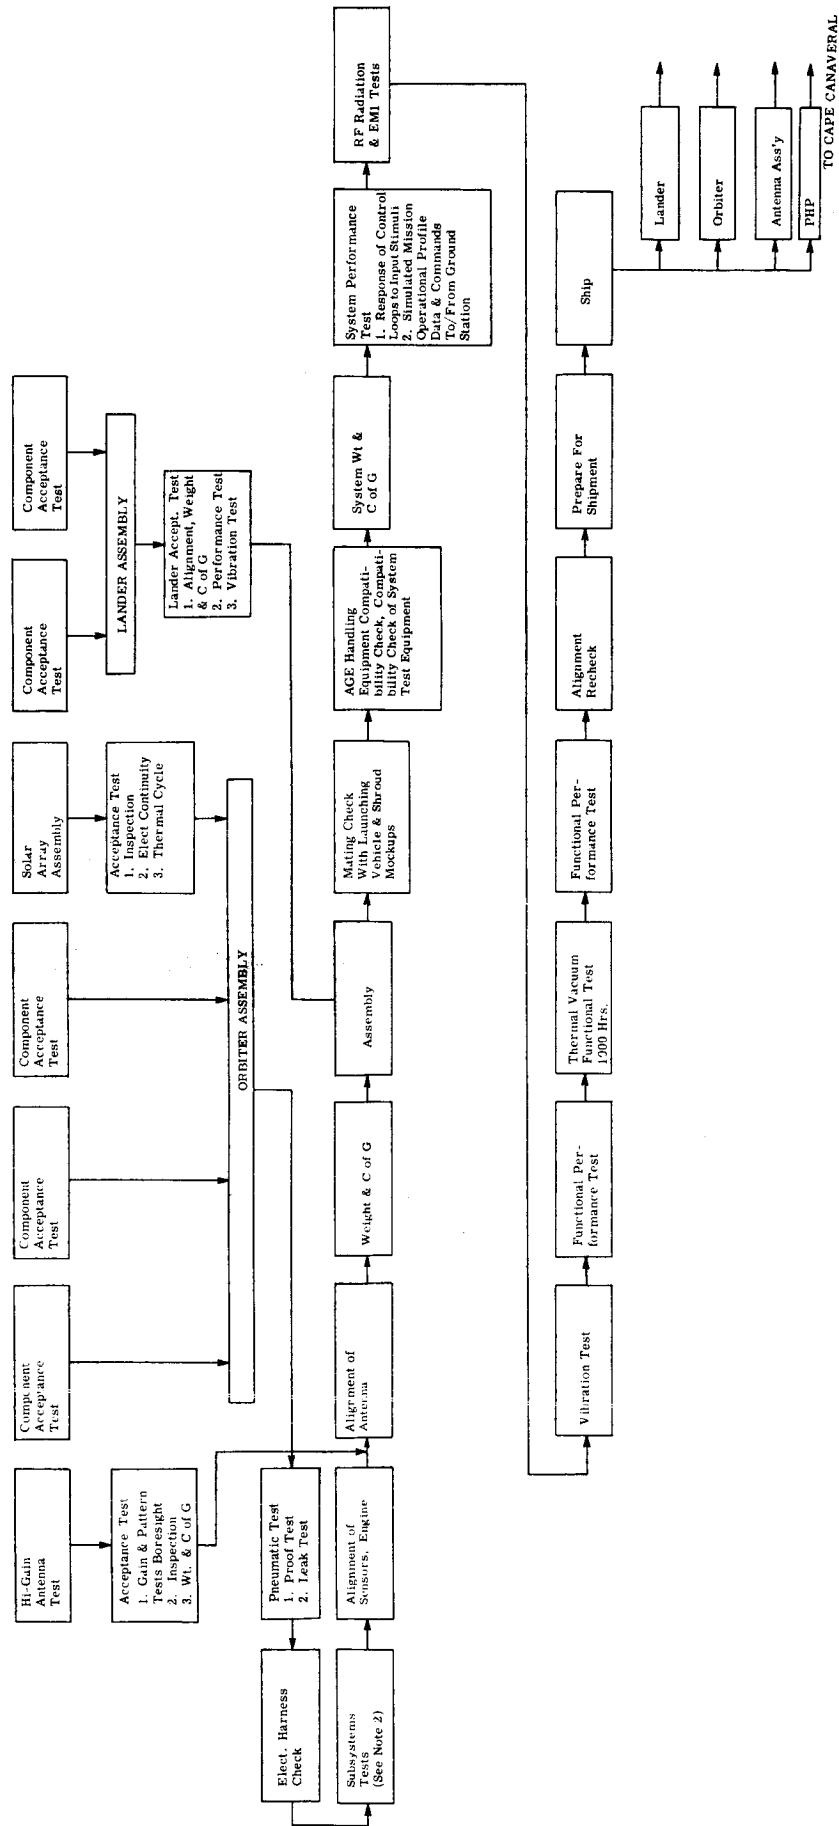 Hi-Gain
Antenna
Test
Component
Acceptance
Test
Component
Acceptance
Test
Component
Acceptance
Test
Solar
Array
Assembly
Component
Acceptance
Test
Component
Acceptance
Test
Acceptance Test
1. Gain & Pattern
Tests Boresight
2. Inspection
3. Wt. & C of G
Acceptance Test
1. Inspection
2. Elect Continuity
3. Thermal Cycle
LANDER ASSEMBLY
Lander Accept. Test
1. Alignment, Weight
& C of G
2. Performance Test
3. Vibration Test
ORBITER ASSEMBLY
Pneumatic Test
1. Proof Test
2. Leak Test
Elect. Harness
Check
Subsystems
Tests
(See Note 2)
Alignment of
Sensors, Engine
Alignment of
Antenna
Weight & C of G
Assembly
Mating Check
With Launching
Vehicle & Shroud
Mockups
AGE Handling
Equipment Compati-
bility Check, Compati-
bility Check of System
Test Equipment
System Wt &
C of G
System Performance
Test
1. Response of Control
Loops to Input Stimuli
2. Simulated Mission
Operational Profile
Data & Commands
To/From Ground
Station
RF Radiation
& EM1 Tests
Vibration Test
Functional Per-
formance Test
Thermal Vacuum
Functional Test
1000 Hrs.
Functional Per-
formance Test
Alignment
Recheck
Prepare For
Shipment
Ship
Lander
Orbiter
Antenna Ass'y
PHP
TO CAPE CANAVERAL